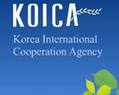 KOICA
Korea International
Cooperation Agency